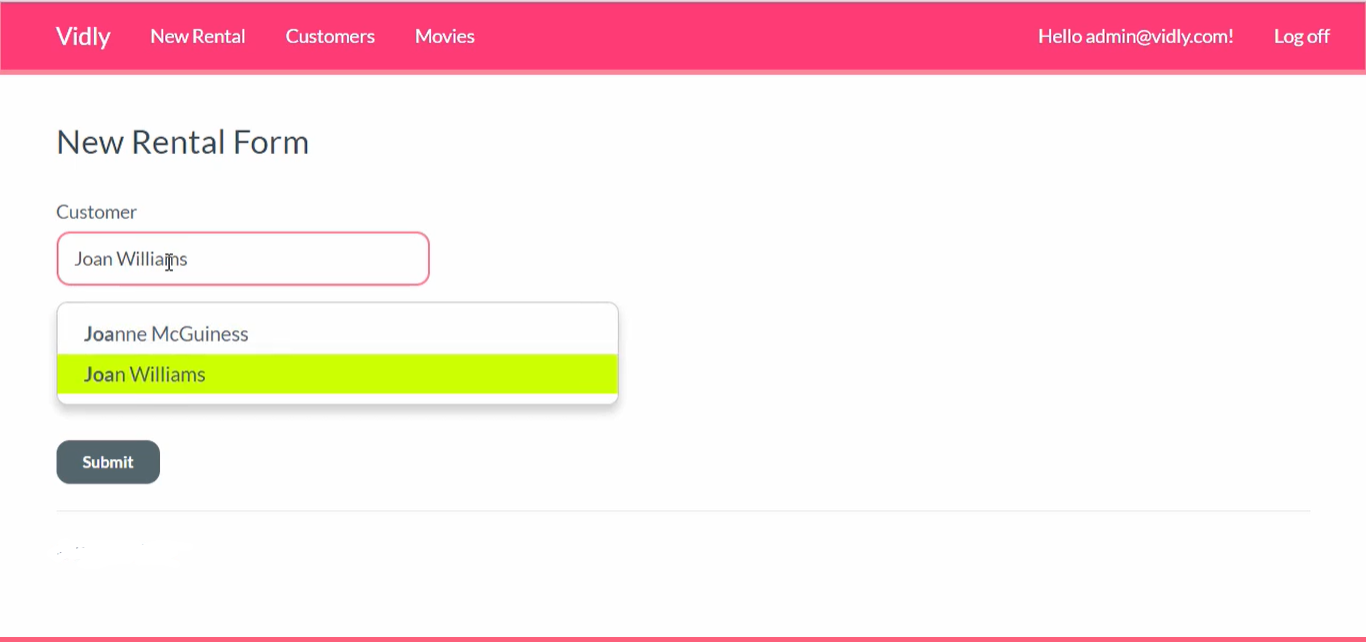 Vidly New Rental Customers Movies Hello admin@vidly.com! Log off
New Rental Form
Customer
Joan Williams
Joanne McGuiness
Joan Williams
Submit